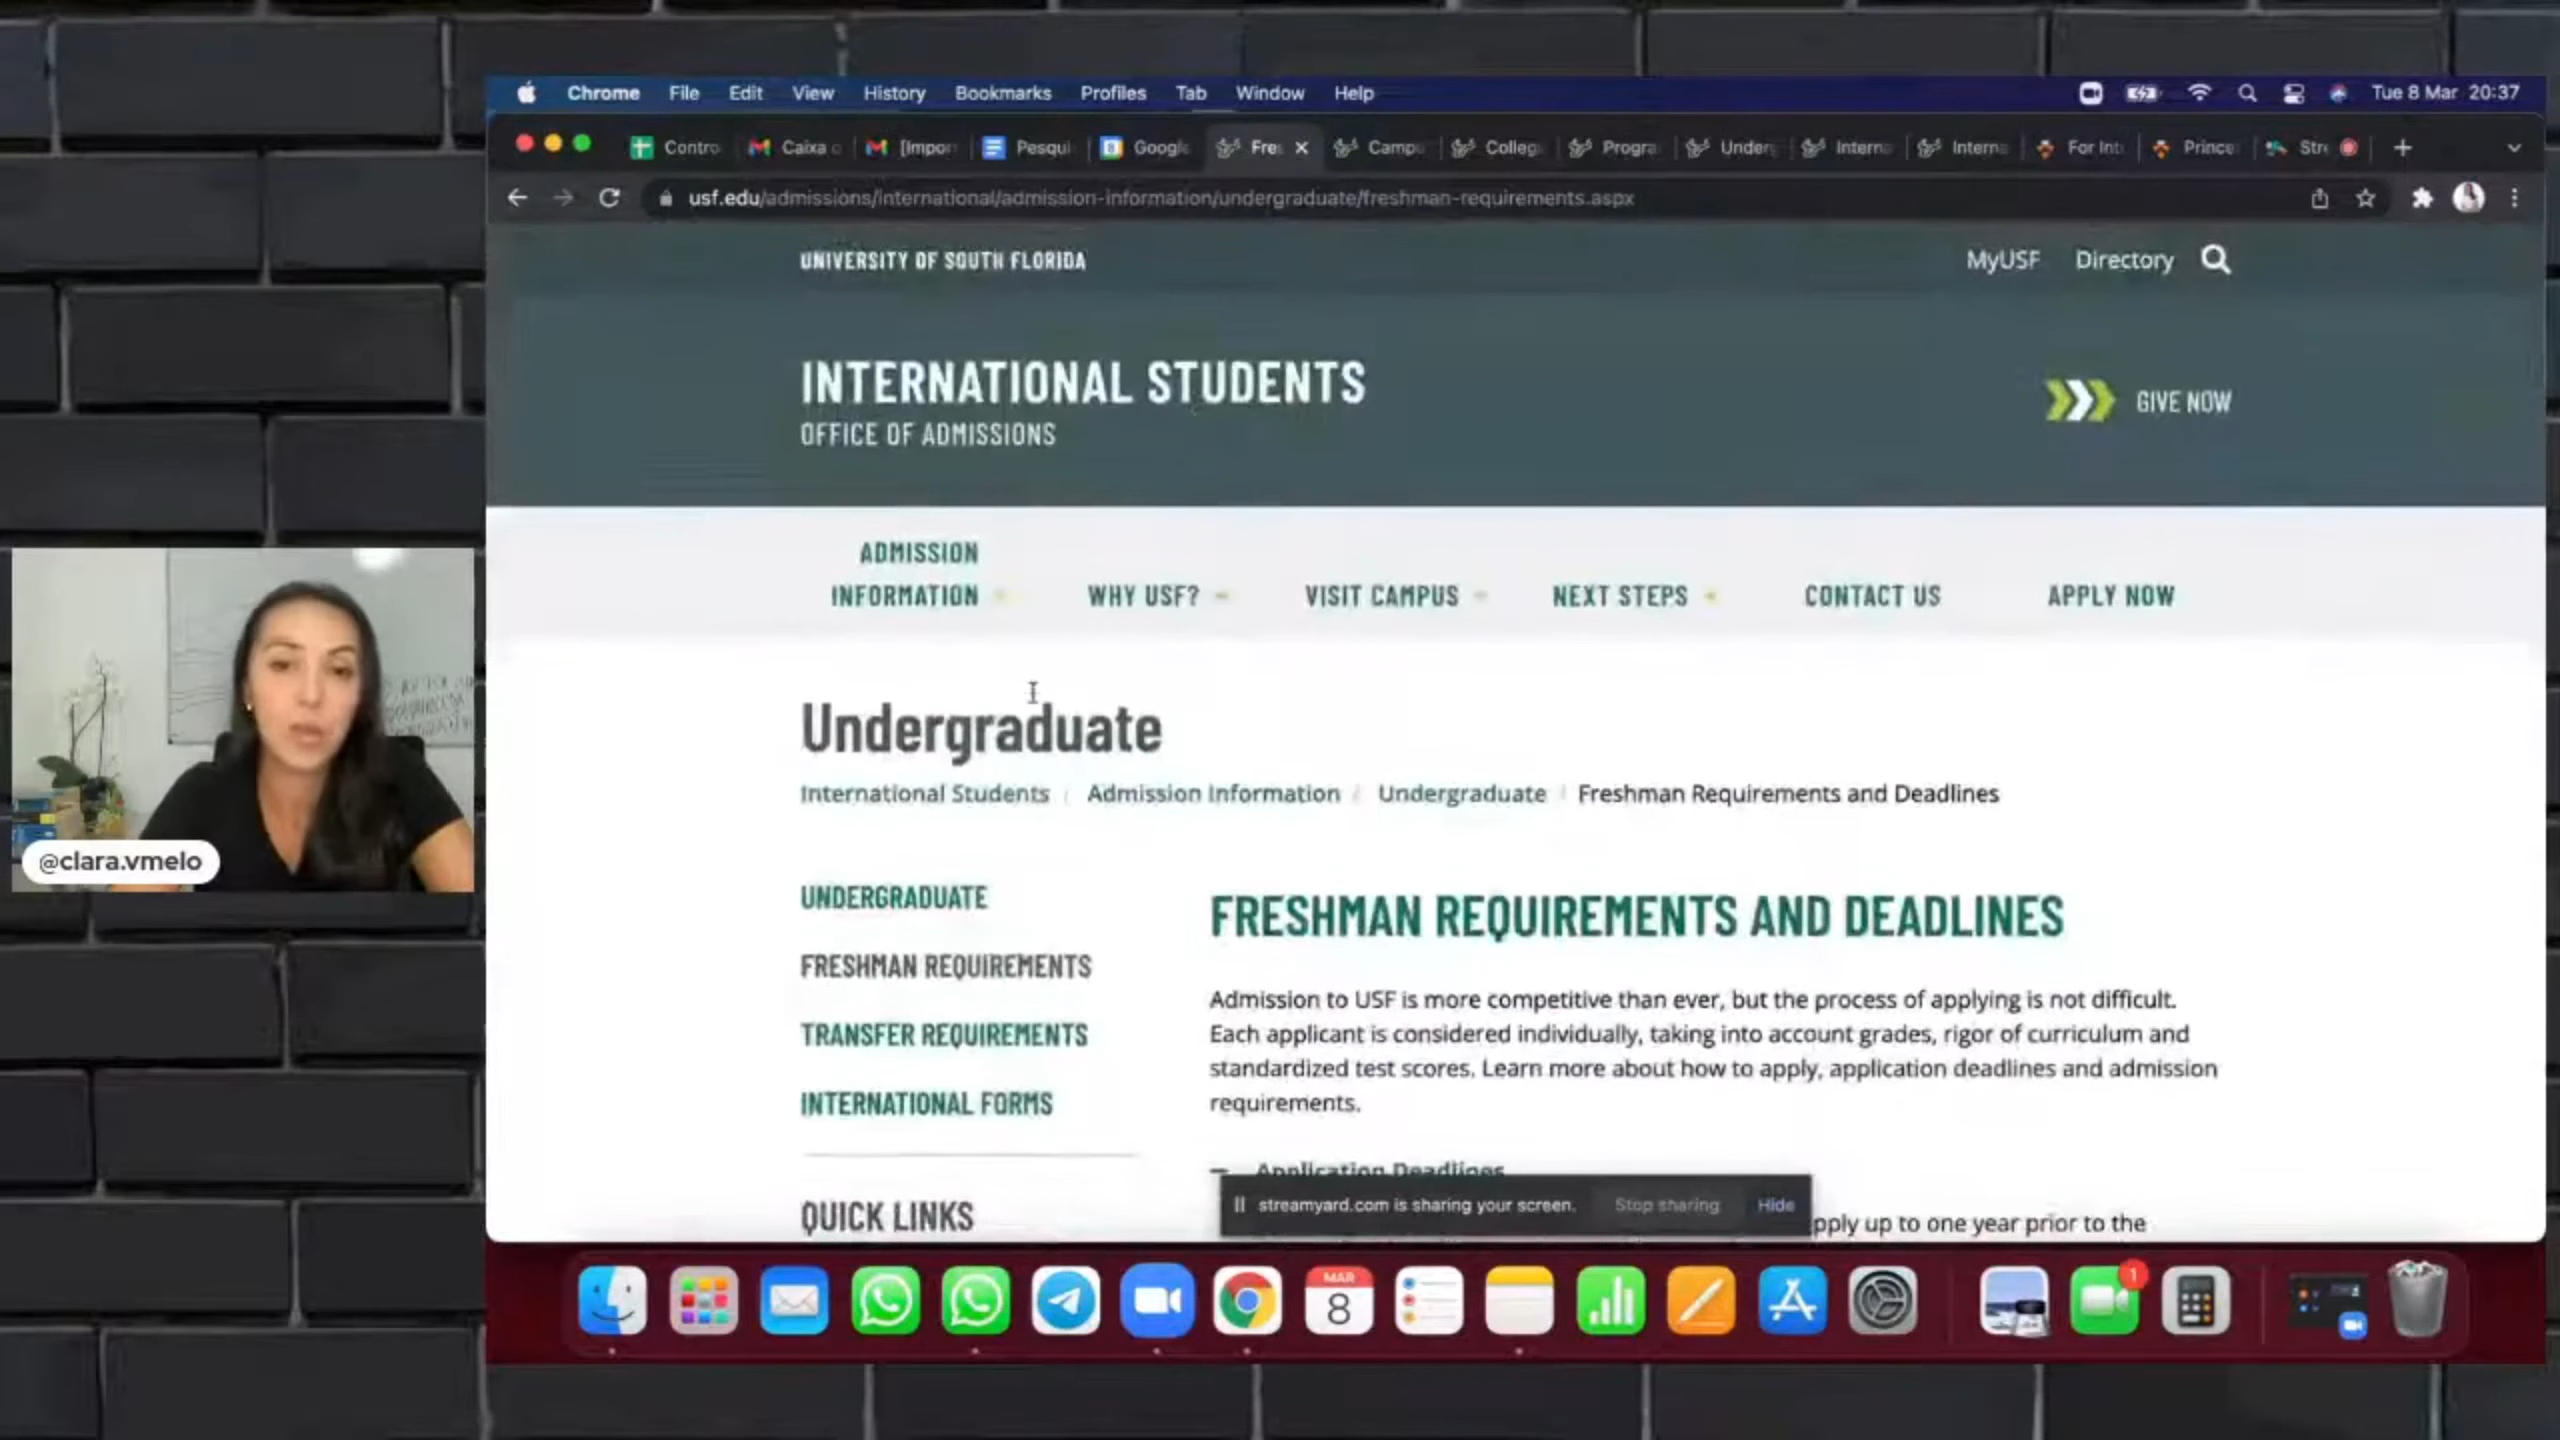 Chrome File Edit View History Bookmarks Profiles Tab Window Help Tue 8 Mar 20:37
Contro Caixa [Impor Pesqui Google Fre Campu Colleg Progra Underg Interna Interna For Int Prince Stre
usf.edu/admissions/international/admission-information/undergraduate/freshman-requirements.aspx
UNIVERSITY OF SOUTH FLORIDA MyUSF Directory
INTERNATIONAL STUDENTS
OFFICE OF ADMISSIONS
GIVE NOW
ADMISSION
INFORMATION WHY USF? VISIT CAMPUS NEXT STEPS CONTACT US APPLY NOW
Undergraduate
International Students / Admission Information / Undergraduate / Freshman Requirements and Deadlines
UNDERGRADUATE
FRESHMAN REQUIREMENTS
TRANSFER REQUIREMENTS
INTERNATIONAL FORMS
QUICK LINKS
FRESHMAN REQUIREMENTS AND DEADLINES
Admission to USF is more competitive than ever, but the process of applying is not difficult.
Each applicant is considered individually, taking into account grades, rigor of curriculum and
standardized test scores. Learn more about how to apply, application deadlines and admission
requirements.
Application Deadlines
pply up to one year prior to the
streamyard.com is sharing your screen. Stop sharing Hide
@clara.vmelo
MAR
8
1